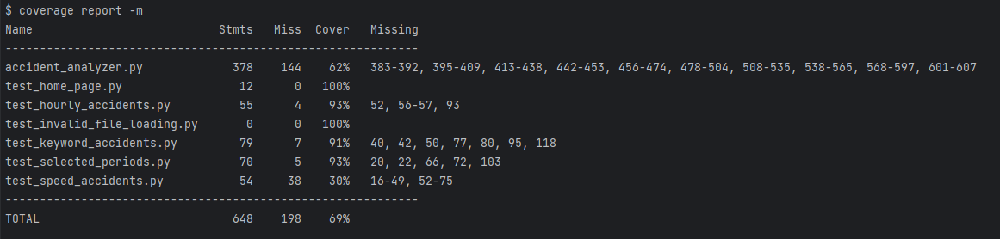 $ coverage report -m
Name                           Stmts   Miss  Cover   Missing
------------------------------------------------------------
accident_analyzer.py             378    144    62%   383-392, 395-409, 413-438, 442-453, 456-474, 478-504, 508-535, 538-565, 568-597, 601-607
test_home_page.py                 12      0   100%
test_hourly_accidents.py          55      4    93%   52, 56-57, 93
test_invalid_file_loading.py       0      0   100%
test_keyword_accidents.py         79      7    91%   40, 42, 50, 77, 80, 95, 118
test_selected_periods.py          70      5    93%   20, 22, 66, 72, 103
test_speed_accidents.py           54     38    30%   16-49, 52-75
------------------------------------------------------------
TOTAL                            648    198    69%